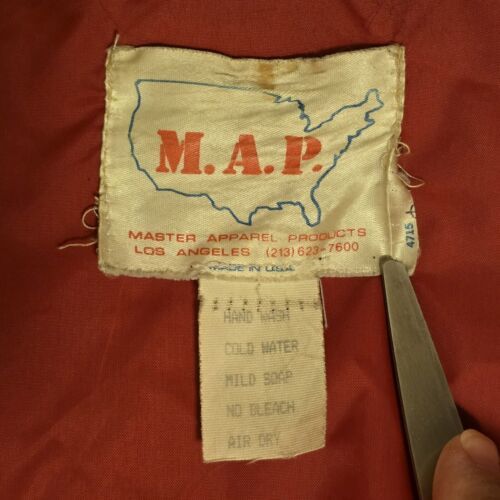 M.A.P.
MASTER APPAREL PRODUCTS
LOS ANGELES (213) 623-7600
MADE IN U.S.A.
4715
HAND WASH
COLD WATER
MILD SOAP
NO BLEACH
AIR DRY